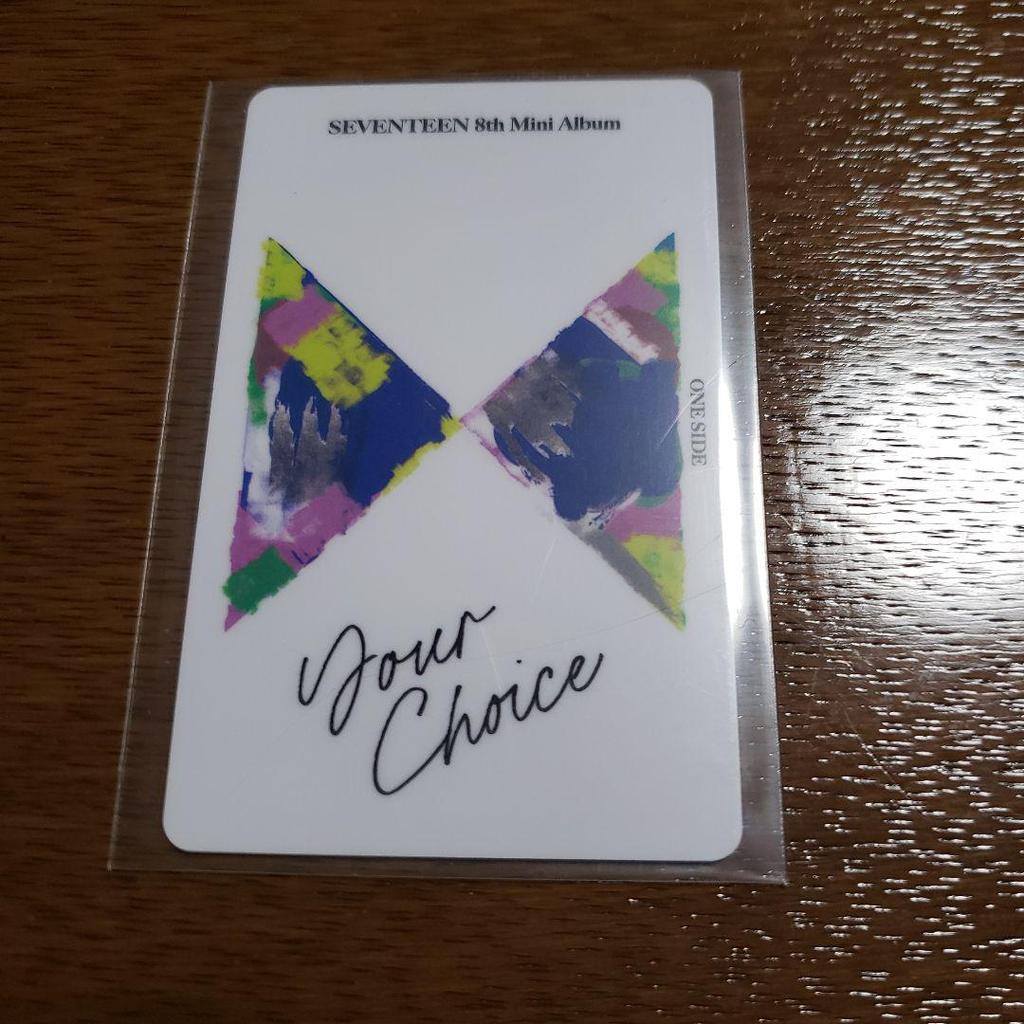 SEVENTEEN 8th Mini Album
ONE SIDE
Your
Choice